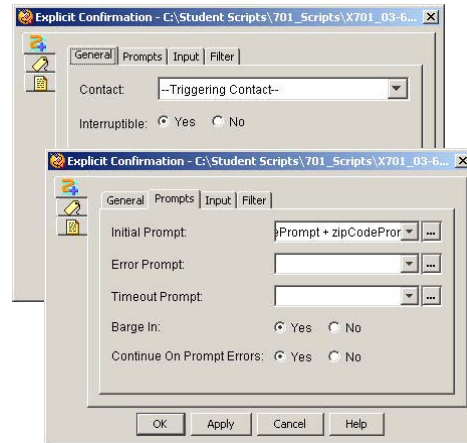 Explicit Confirmation - C:\Student Scripts\701_Scripts\X701_03-6...
General Prompts Input Filter
Contact: --Triggering Contact--
Interruptible: Yes No
Explicit Confirmation - C:\Student Scripts\701_Scripts\X701_03-6...
General Prompts Input Filter
Initial Prompt: ePrompt + zipCodePror ...
Error Prompt: ...
Timeout Prompt: ...
Barge In: Yes No
Continue On Prompt Errors: Yes No
OK Apply Cancel Help